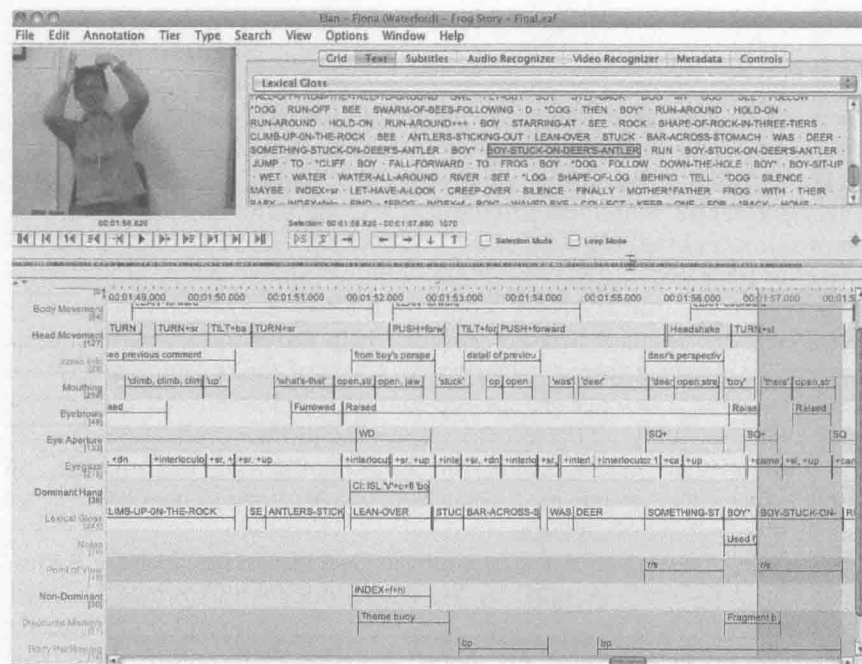 Elan - Fiona (Waterford) - Frog Story - Final.eaf
File Edit Annotation Tier Type Search View Options Window Help
Grid Text Subtitles Audio Recognizer Video Recognizer Metadata Controls
Lexical Gloss
*DOG RUN-OFF BEE SWARM-OF-BEES-FOLLOWING D · *DOG THEN BOY* RUN-AROUND HOLD-ON ·
RUN-AROUND · HOLD-ON · RUN-AROUND+++ · BOY STARRING-AT · SEE · ROCK · SHAPE-OF-ROCK-IN-THREE-TIERS
CLIMB-UP-ON-THE-ROCK SEE · ANTLERS-STICKING-OUT · LEAN-OVER · STUCK · BAR-ACROSS-STOMACH · WAS · DEER ·
SOMETHING-STUCK-ON-DEER'S-ANTLER · BOY* · BOY-STUCK-ON-DEER'S-ANTLER · RUN · BOY-STUCK-ON-DEER'S-ANTLER ·
JUMP · TO · *CLIFF BOY · FALL-FORWARD · TO · FROG · BOY · *DOG FOLLOW · DOWN-THE-HOLE · BOY* · BOY-SIT-UP
· WET · WATER · WATER-ALL-AROUND · RIVER · SEE · *LOG · SHAPE-OF-LOG · BEHIND · TELL · *DOG · SILENCE ·
MAYBE · INDEX+sr · LET-HAVE-A-LOOK · CREEP-OVER · SILENCE · FINALLY · MOTHER*FATHER · FROG · WITH · THEIR
00:01:56.820
Selection: 00:01:56.820 - 00:01:57.890 1070
Selection Mode Loop Mode
00:01:49.000 00:01:50.000 00:01:51.000 00:01:52.000 00:01:53.000 00:01:54.000 00:01:55.000 00:01:56.000 00:01:57.000
Body Movement
Head Movement TURN TURN+sr TILT+ba TURN+sr PUSH+forw TILT+for PUSH+forward Headshake TURN+sl
[127]
see previous comment from boy's perspe detail of previou deer's perspectiv
Mouthing 'climb, climb, clim 'up' 'what's-that' open,str open, jaw 'stuck' op open 'was' 'deer' 'deer open,stre 'boy' 'there' open,str
Eyebrows sed Furrowed Raised Raise Raised
Eye Aperture WD SQ+ SQ+ SQ
Eyegaze +dn +interlocuto +sr, + +sr, +up +interlocut +sr, +up +inte +sr, +dn +interlo +sr, +interl +interlocutor 1 +ca +up +came +sl, +up +can
Dominant Hand CL:ISL 'V'+c+fl 'bo
Lexical Gloss LIMB-UP-ON-THE-ROCK SE ANTLERS-STICK LEAN-OVER STUC BAR-ACROSS-S WAS DEER SOMETHING-ST BOY* BOY-STUCK-ON-
Notes Used f
Point of View r/s r/s
Non-Dominant INDEX+f+hl
[30]
Discourse Markers Theme buoy Fragment b
Body Partitioning bp bp